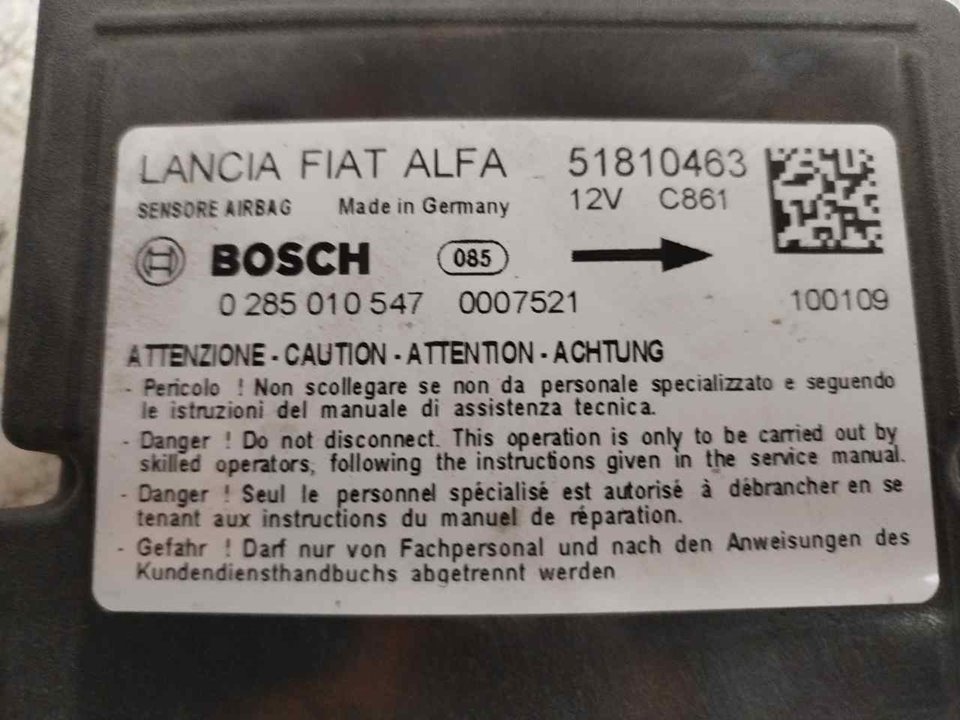 LANCIA FIAT ALFA 51810463
SENSORE AIRBAG Made in Germany 12V C861
BOSCH 085
0 285 010 547 0007521 100109
ATTENZIONE - CAUTION - ATTENTION - ACHTUNG
- Pericolo ! Non scollegare se non da personale specializzato e seguendo
le istruzioni del manuale di assistenza tecnica.
- Danger ! Do not disconnect. This operation is only to be carried out by
skilled operators, following the instructions given in the service manual.
- Danger ! Seul le personnel spécialisé est autorisé à débrancher en se
tenant aux instructions du manuel de réparation.
- Gefahr ! Darf nur von Fachpersonal und nach den Anweisungen des
Kundendiensthandbuchs abgetrennt werden